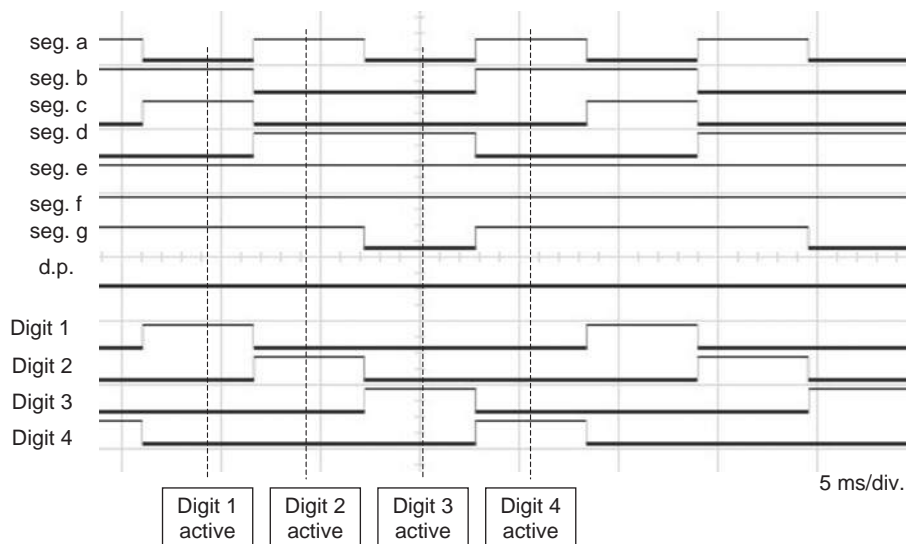 seg. a
seg. b
seg. c
seg. d
seg. e
seg. f
seg. g
d.p.
Digit 1
Digit 2
Digit 3
Digit 4
5 ms/div.
Digit 1
active
Digit 2
active
Digit 3
active
Digit 4
active